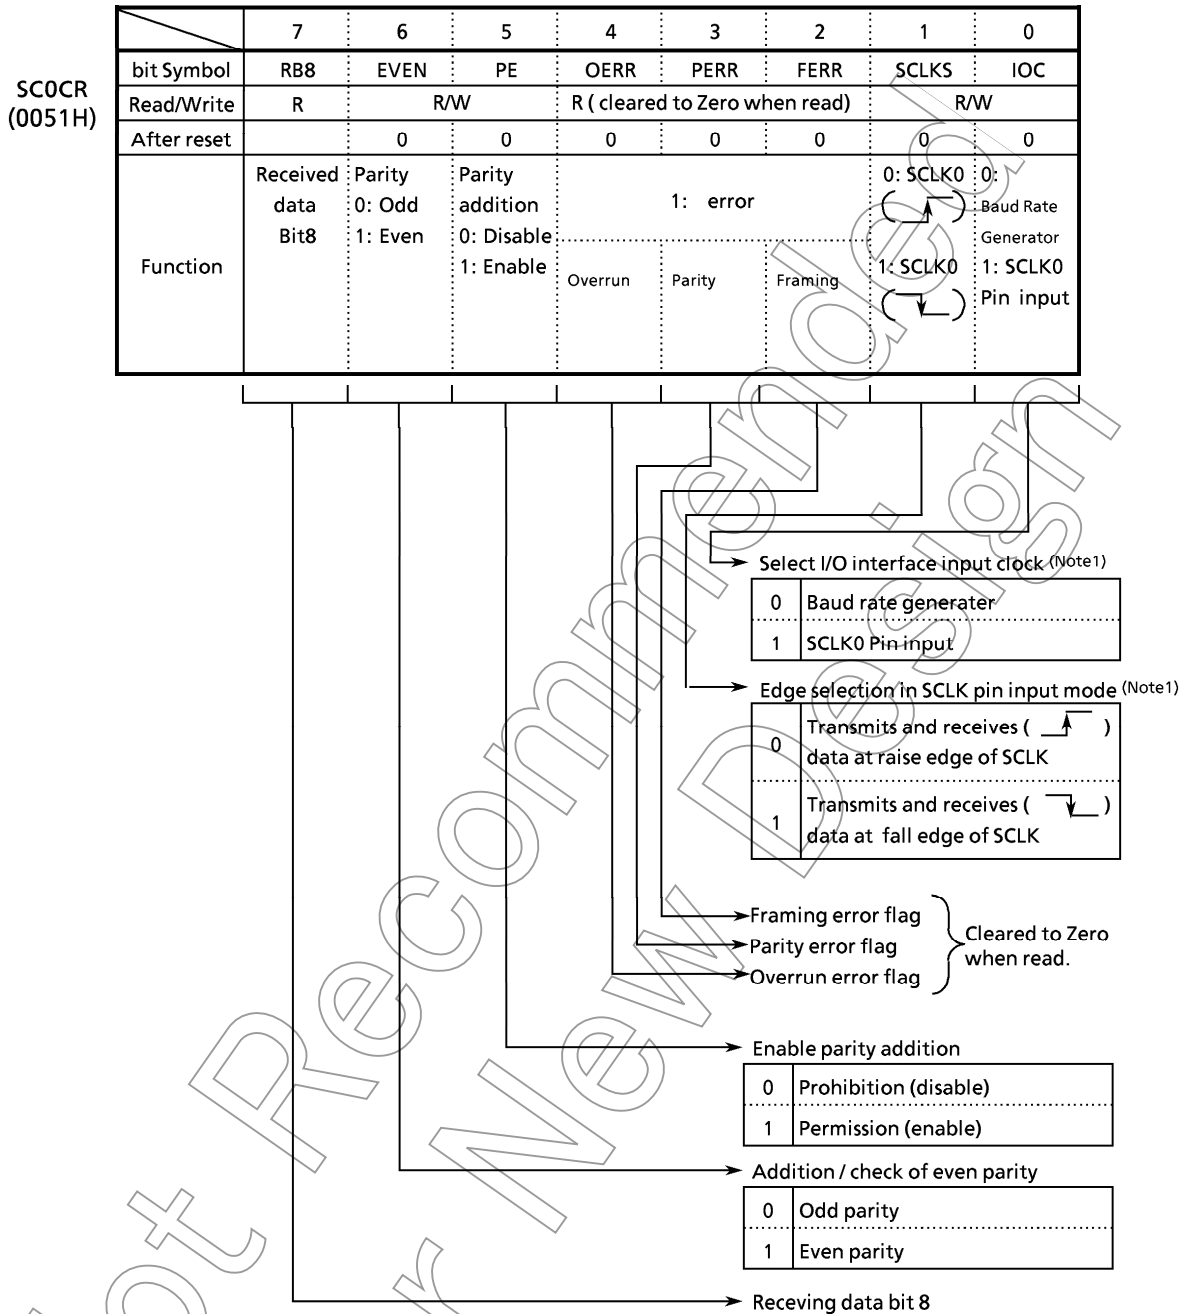 7 6 5 4 3 2 1 0
SC0CR
(0051H)
bit Symbol RB8 EVEN PE OERR PERR FERR SCLKS IOC
Read/Write R R/W R ( cleared to Zero when read) R/W
After reset 0 0 0 0 0 0 0
Function
Received
data
Bit8
Parity
0: Odd
1: Even
Parity
addition
0: Disable
1: Enable
1: error
Overrun Parity Framing
0: SCLK0
1: SCLK0
0:
Baud Rate
Generator
1: SCLK0
Pin input
Select I/O interface input clock (Note1)
0 Baud rate generater
1 SCLK0 Pin input
Edge selection in SCLK pin input mode (Note1)
0 Transmits and receives ( )
data at raise edge of SCLK
1 Transmits and receives ( )
data at fall edge of SCLK
Framing error flag
Parity error flag
Overrun error flag
Cleared to Zero
when read.
Enable parity addition
0 Prohibition (disable)
1 Permission (enable)
Addition / check of even parity
0 Odd parity
1 Even parity
Receving data bit 8
ot Recommended
r New Design